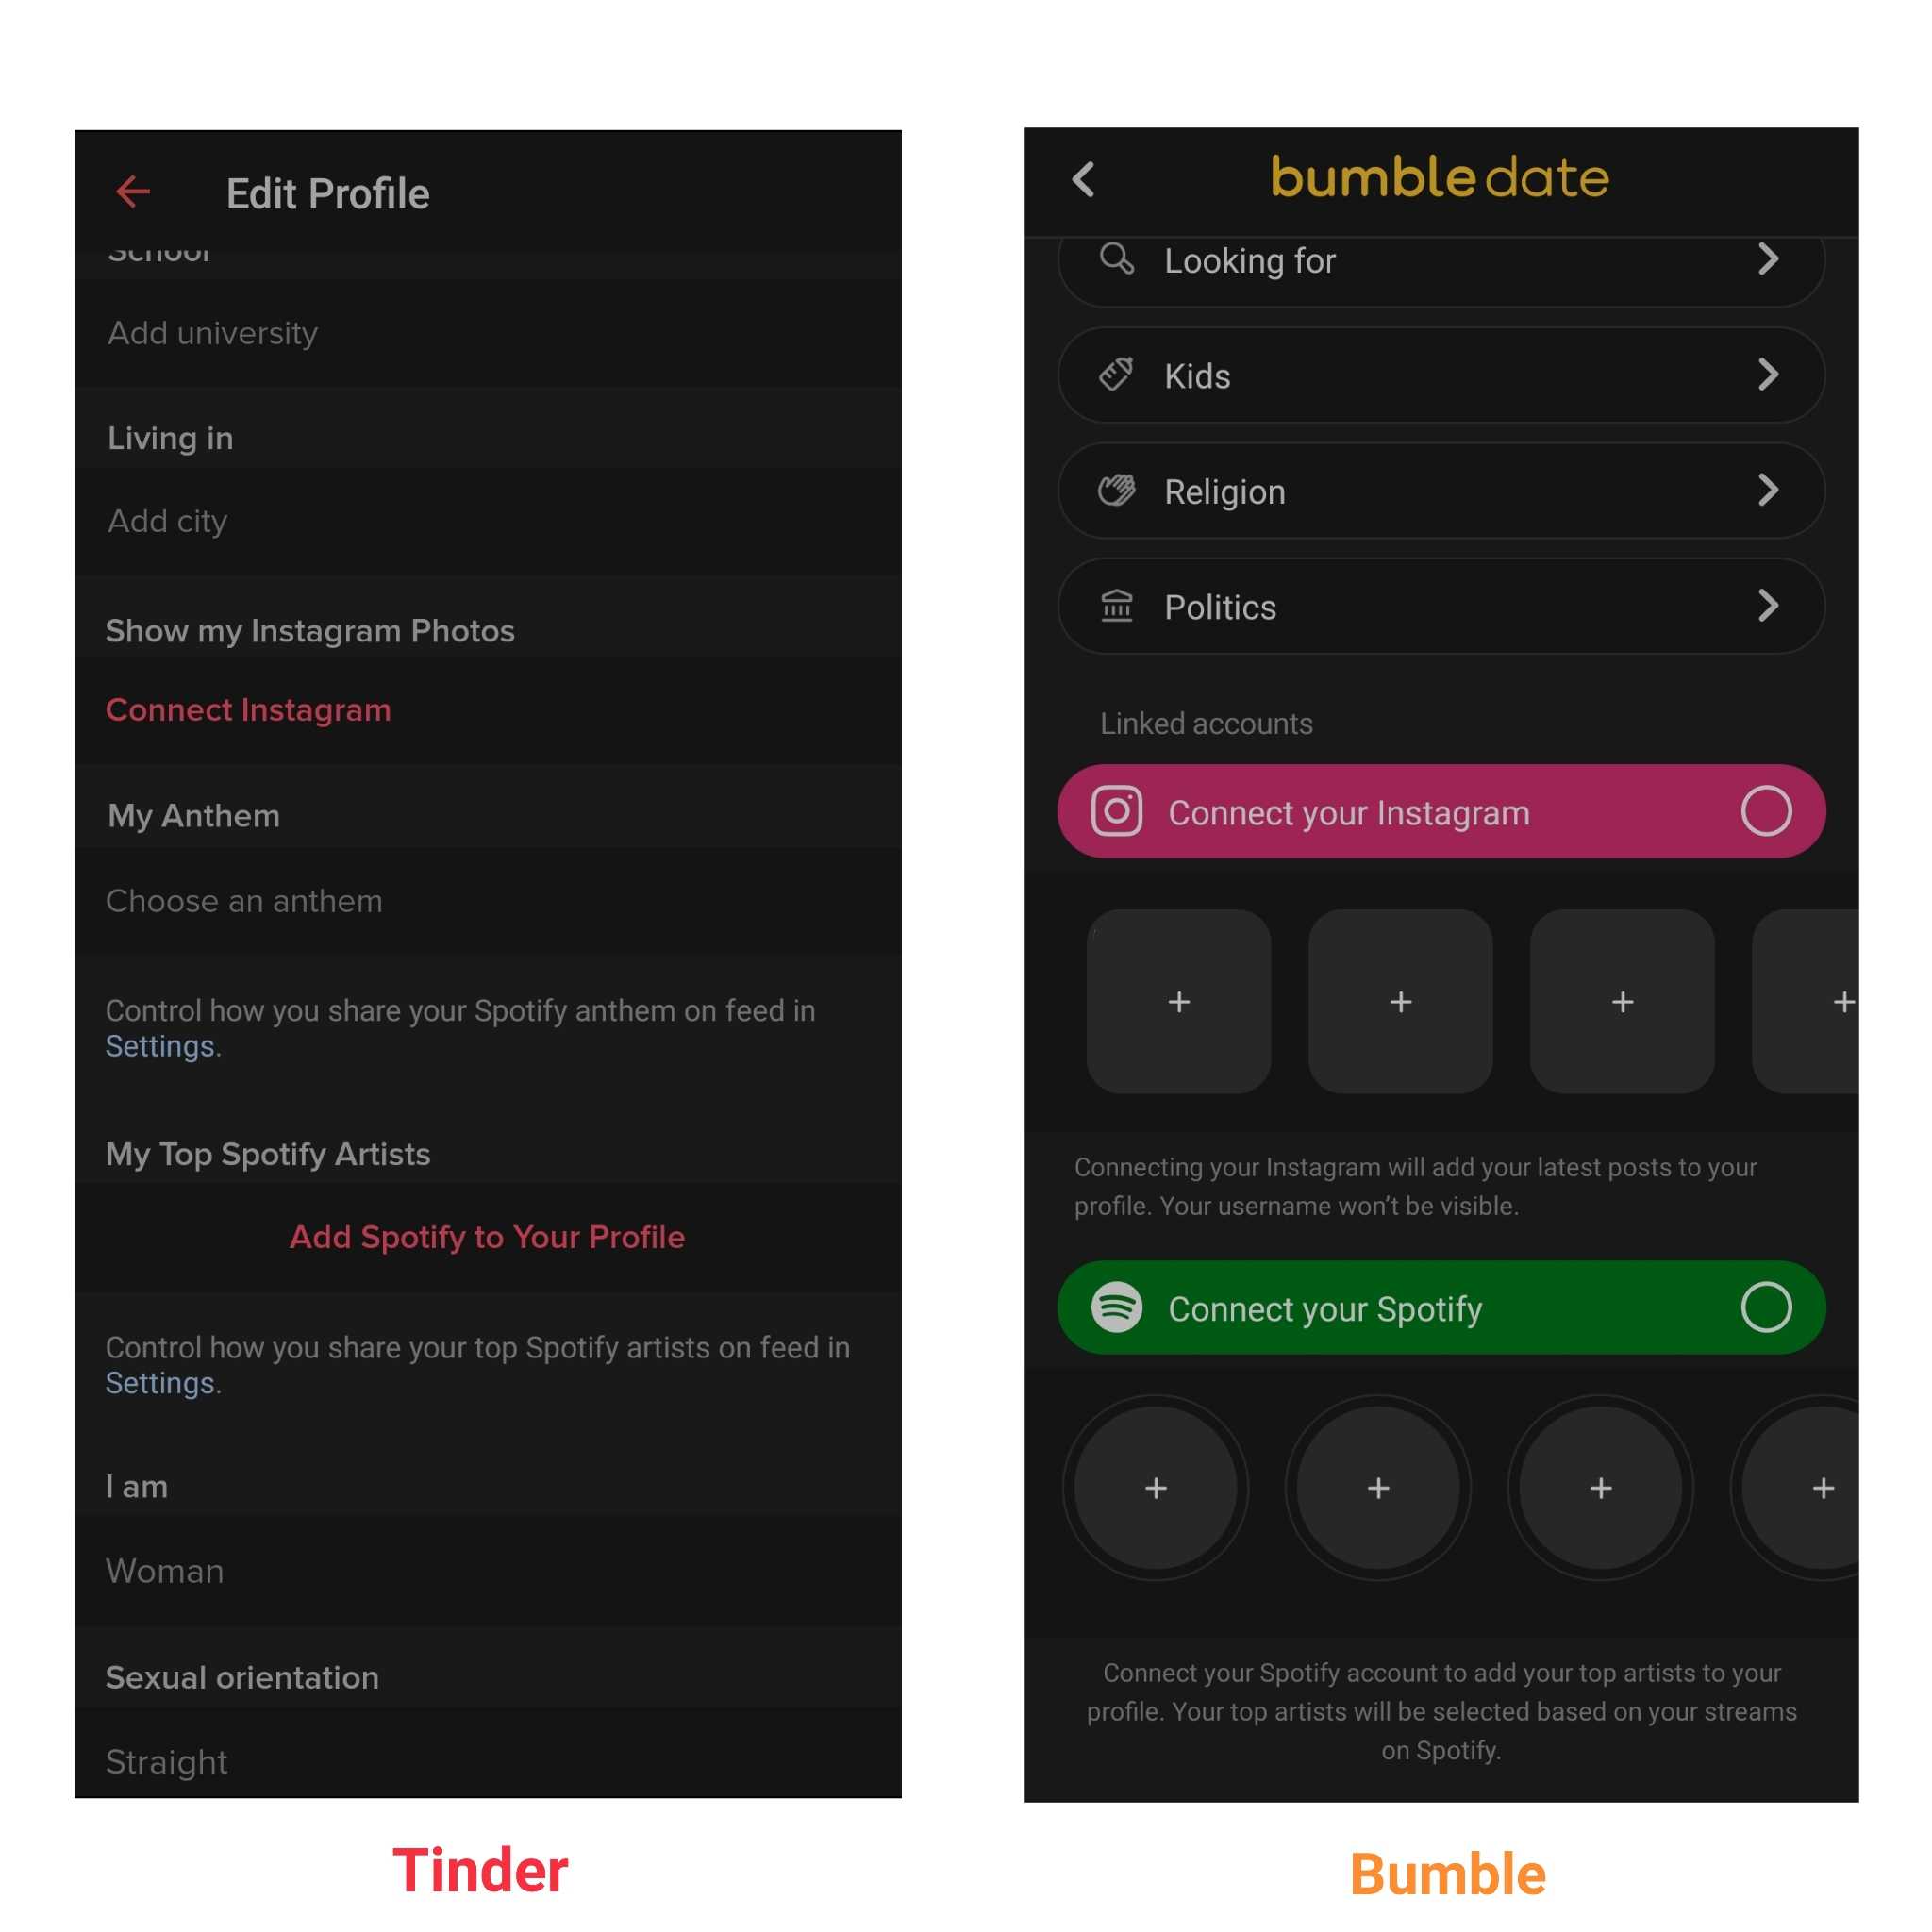 Edit Profile
School
Add university
Living in
Add city
Show my Instagram Photos
Connect Instagram
My Anthem
Choose an anthem
Control how you share your Spotify anthem on feed in
Settings.
My Top Spotify Artists
Add Spotify to Your Profile
Control how you share your top Spotify artists on feed in
Settings.
I am
Woman
Sexual orientation
Straight
Tinder
bumble date
Looking for
Kids
Religion
Politics
Linked accounts
Connect your Instagram
+ + + +
Connecting your Instagram will add your latest posts to your
profile. Your username won't be visible.
Connect your Spotify
+ + + +
Connect your Spotify account to add your top artists to your
profile. Your top artists will be selected based on your streams
on Spotify.
Bumble